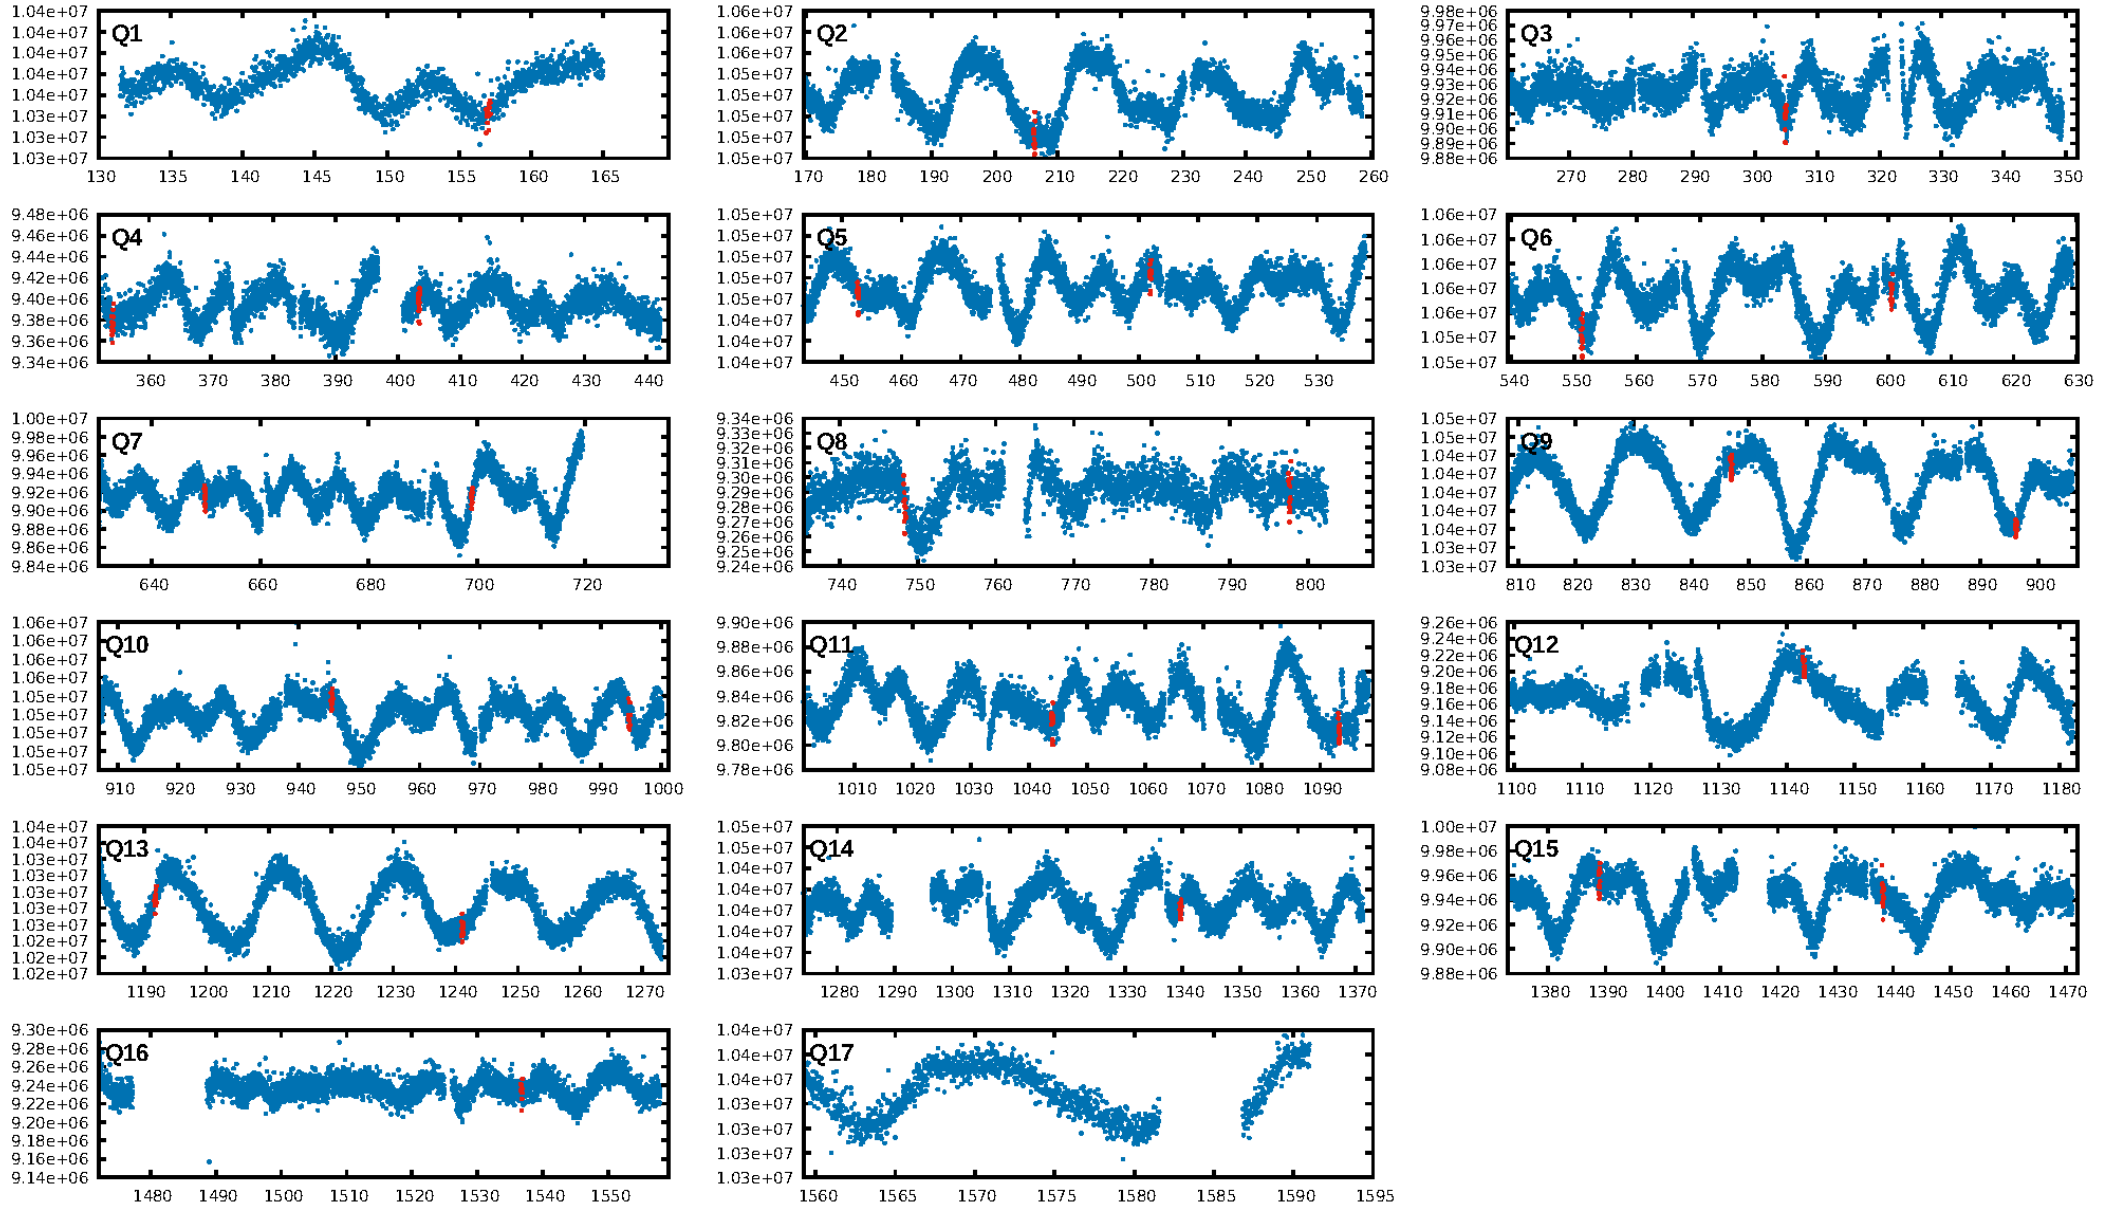 Q1
1.04e+07
1.04e+07
1.04e+07
1.04e+07
1.04e+07
1.03e+07
1.03e+07
1.03e+07
130 135 140 145 150 155 160 165
Q2
1.06e+07
1.06e+07
1.06e+07
1.05e+07
1.05e+07
1.05e+07
1.05e+07
1.05e+07
170 180 190 200 210 220 230 240 250 260
Q3
9.98e+06
9.97e+06
9.96e+06
9.95e+06
9.94e+06
9.93e+06
9.92e+06
9.91e+06
9.90e+06
9.89e+06
9.88e+06
270 280 290 300 310 320 330 340 350
Q4
9.48e+06
9.46e+06
9.44e+06
9.42e+06
9.40e+06
9.38e+06
9.36e+06
9.34e+06
360 370 380 390 400 410 420 430 440
Q5
1.05e+07
1.05e+07
1.05e+07
1.05e+07
1.05e+07
1.04e+07
1.04e+07
1.04e+07
450 460 470 480 490 500 510 520 530
Q6
1.06e+07
1.06e+07
1.06e+07
1.06e+07
1.06e+07
1.05e+07
1.05e+07
540 550 560 570 580 590 600 610 620 630
Q7
1.00e+07
9.98e+06
9.96e+06
9.94e+06
9.92e+06
9.90e+06
9.88e+06
9.86e+06
9.84e+06
640 660 680 700 720
Q8
9.34e+06
9.33e+06
9.32e+06
9.31e+06
9.30e+06
9.29e+06
9.28e+06
9.27e+06
9.26e+06
9.25e+06
9.24e+06
740 750 760 770 780 790 800
Q9
1.05e+07
1.05e+07
1.04e+07
1.04e+07
1.04e+07
1.04e+07
1.04e+07
1.03e+07
1.03e+07
810 820 830 840 850 860 870 880 890 900
Q10
1.06e+07
1.06e+07
1.06e+07
1.06e+07
1.05e+07
1.05e+07
1.05e+07
1.05e+07
1.05e+07
910 920 930 940 950 960 970 980 990 1000
Q11
9.90e+06
9.88e+06
9.86e+06
9.84e+06
9.82e+06
9.80e+06
9.78e+06
1010 1020 1030 1040 1050 1060 1070 1080 1090
Q12
9.26e+06
9.24e+06
9.22e+06
9.20e+06
9.18e+06
9.16e+06
9.14e+06
9.12e+06
9.10e+06
9.08e+06
1100 1110 1120 1130 1140 1150 1160 1170 1180
Q13
1.04e+07
1.04e+07
1.03e+07
1.03e+07
1.03e+07
1.03e+07
1.03e+07
1.02e+07
1.02e+07
1.02e+07
1190 1200 1210 1220 1230 1240 1250 1260 1270
Q14
1.05e+07
1.05e+07
1.04e+07
1.04e+07
1.04e+07
1.04e+07
1.04e+07
1.03e+07
1280 1290 1300 1310 1320 1330 1340 1350 1360 1370
Q15
1.00e+07
9.98e+06
9.96e+06
9.94e+06
9.92e+06
9.90e+06
9.88e+06
1380 1390 1400 1410 1420 1430 1440 1450 1460 1470
Q16
9.30e+06
9.28e+06
9.26e+06
9.24e+06
9.22e+06
9.20e+06
9.18e+06
9.16e+06
9.14e+06
1480 1490 1500 1510 1520 1530 1540 1550
Q17
1.04e+07
1.04e+07
1.04e+07
1.03e+07
1.03e+07
1.03e+07
1.03e+07
1560 1565 1570 1575 1580 1585 1590 1595